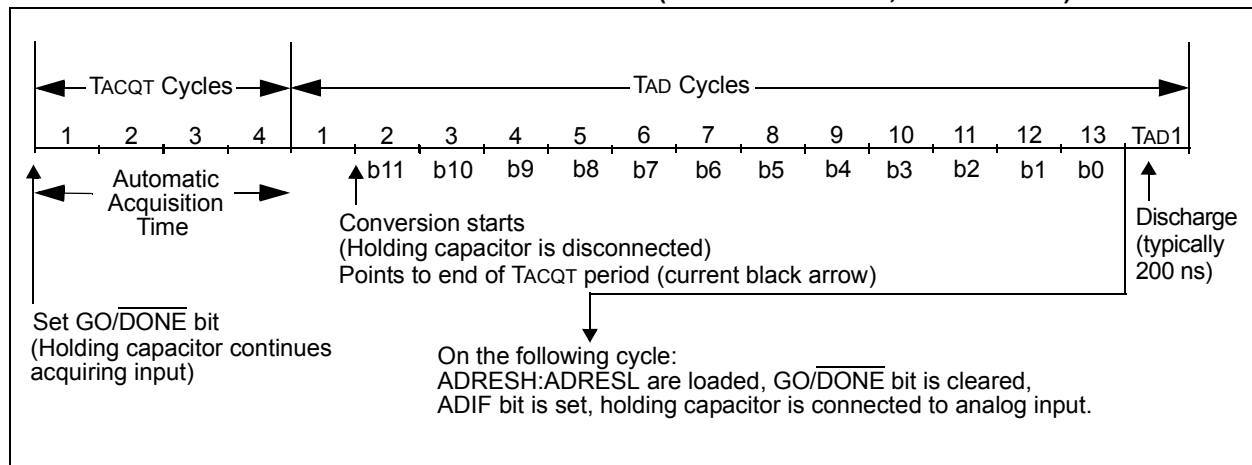 TACQT Cycles
TAD Cycles
1 2 3 4 1 2 3 4 5 6 7 8 9 10 11 12 13 TAD1
b11 b10 b9 b8 b7 b6 b5 b4 b3 b2 b1 b0
Automatic
Acquisition
Time
Conversion starts
(Holding capacitor is disconnected)
Points to end of TACQT period (current black arrow)
Discharge
(typically
200 ns)
Set GO/DONE bit
(Holding capacitor continues
acquiring input)
On the following cycle:
ADRESH:ADRESL are loaded, GO/DONE bit is cleared,
ADIF bit is set, holding capacitor is connected to analog input.